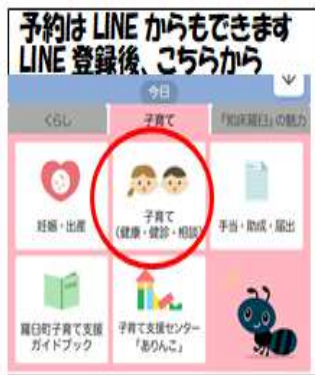 予約は LINE からもできます
LINE 登録後、こちらから
今日
くらし
子育て
「知床羅臼」の魅力
妊娠・出産
子育て
(健康・健診・相談)
手当・助成・届出
羅臼町子育て支援
ガイドブック
子育て支援センター
「ありんこ」